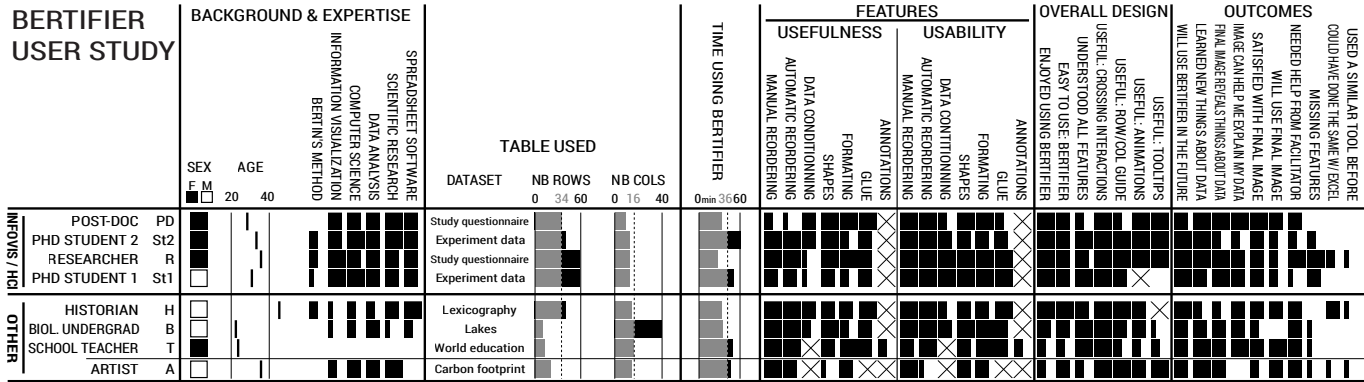 BERTIFIER
USER STUDY
BACKGROUND & EXPERTISE
SEX
F M
AGE
20 40
BERTIN'S METHOD
INFORMATION VISUALIZATION
COMPUTER SCIENCE
DATA ANALYSIS
SCIENTIFIC RESEARCH
SPREADSHEET SOFTWARE
TABLE USED
DATASET
NB ROWS
0 34 60
NB COLS
0 16 40
TIME USING BERTIFIER
0min 36 60
FEATURES
USEFULNESS
MANUAL REORDERING
AUTOMATIC REORDERING
DATA CONDITIONNING
SHAPES
FORMATING
GLUE
ANNOTATIONS
USABILITY
MANUAL REORDERING
AUTOMATIC REORDERING
DATA CONTITIONNING
SHAPES
FORMATING
GLUE
ANNOTATIONS
OVERALL DESIGN
ENJOYED USING BERTIFIER
EASY TO USE: BERTIFIER
UNDERSTOOD ALL FEATURES
USEFUL: CROSSING INTERACTIONS
USEFUL: ROW/COL GUIDE
USEFUL: ANIMATIONS
USEFUL: TOOLTIPS
OUTCOMES
WILL USE BERTIFIER IN THE FUTURE
LEARNED NEW THINGS ABOUT DATA
FINAL IMAGE REVEALS THINGS ABOUT DATA
IMAGE CAN HELP ME EXPLAIN MY DATA
SATISFIED WITH FINAL IMAGE
WILL USE FINAL IMAGE
NEEDED HELP FROM FACILITATOR
MISSING FEATURES
COULD HAVE DONE THE SAME W/ EXCEL
USED A SIMILAR TOOL BEFORE
INFOVIS / HCI
POST-DOC PD Study questionnaire
PHD STUDENT 2 St2 Experiment data
RESEARCHER R Study questionnaire
PHD STUDENT 1 St1 Experiment data
OTHER
HISTORIAN H Lexicography
BIOL. UNDERGRAD B Lakes
SCHOOL TEACHER T World education
ARTIST A Carbon footprint